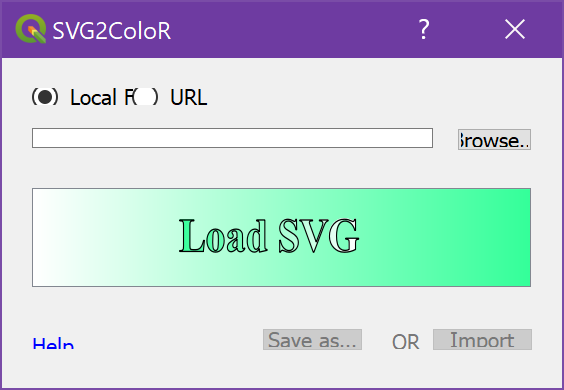 SVG2ColoR ?
Local F URL
Browse..
Load SVG
Help
Save as... OR Import